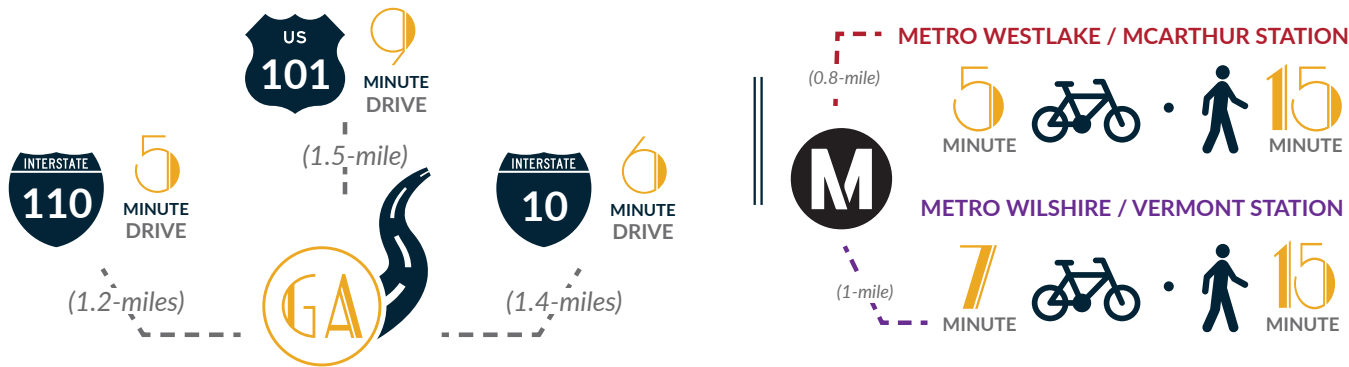 US
101
9
MINUTE
DRIVE
(1.5-mile)
INTERSTATE
110
5
MINUTE
DRIVE
(1.2-miles)
GA
INTERSTATE
10
6
MINUTE
DRIVE
(1.4-miles)
M
(0.8-mile)
METRO WESTLAKE / MCARTHUR STATION
5
MINUTE
15
MINUTE
METRO WILSHIRE / VERMONT STATION
(1-mile)
7
MINUTE
15
MINUTE